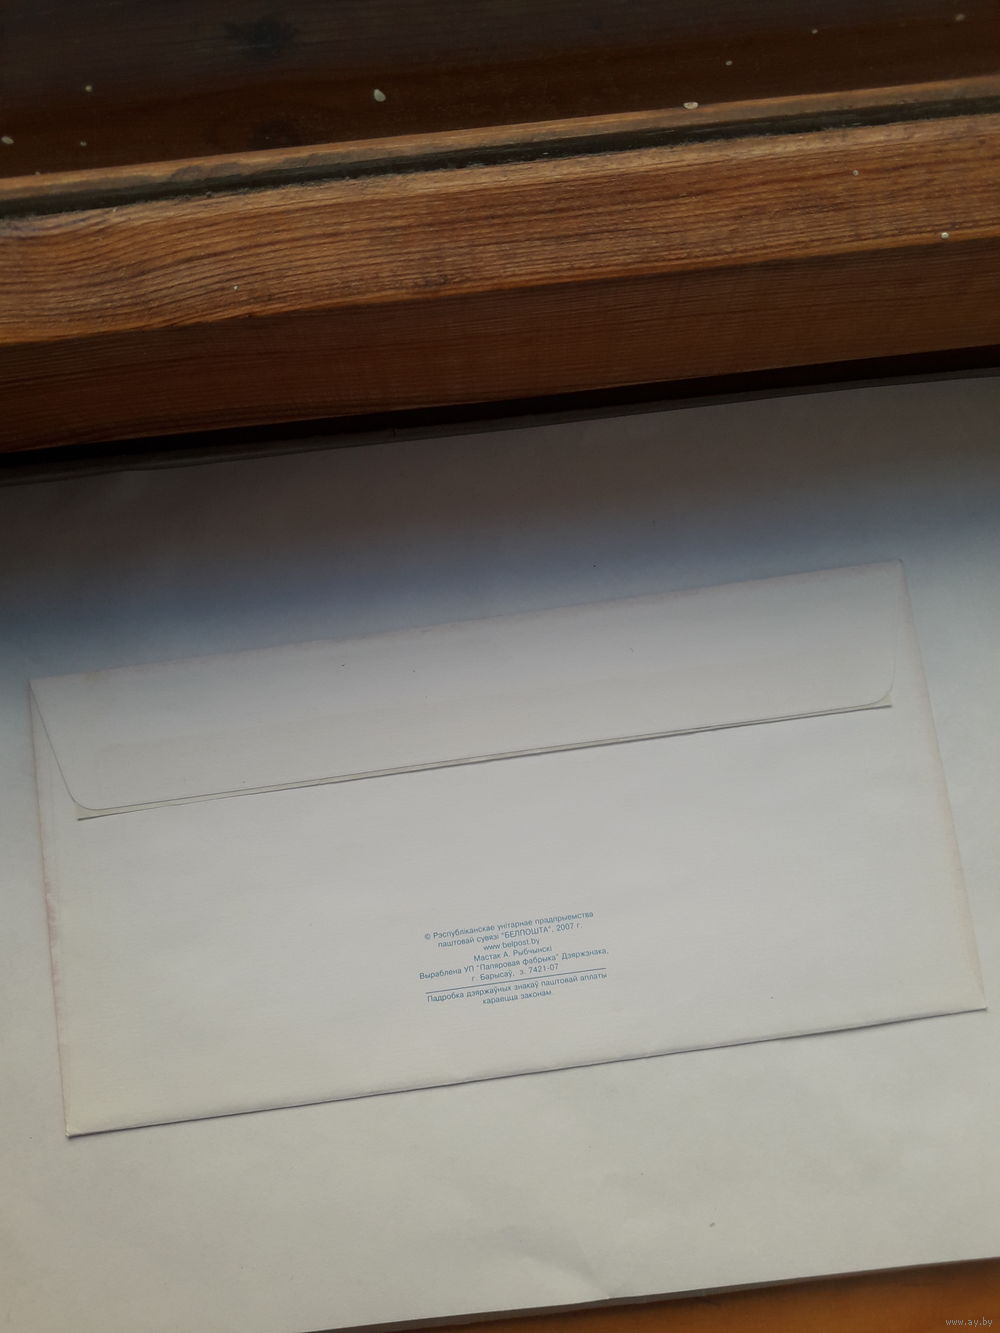 © Рэспубліканскае унітарнае прадпрыемства
паштовай сувязі "БЕЛПОШТА", 2007 г.
www.belpost.by
Мастак А. Рыбчынскі
Выраблена УП "Папяровая фабрыка" Дзяржзнака,
г. Барысаў, з. 7421-07
Падробка дзяржаўных знакаў паштовай аплаты
караецца законам.
www.ay.by